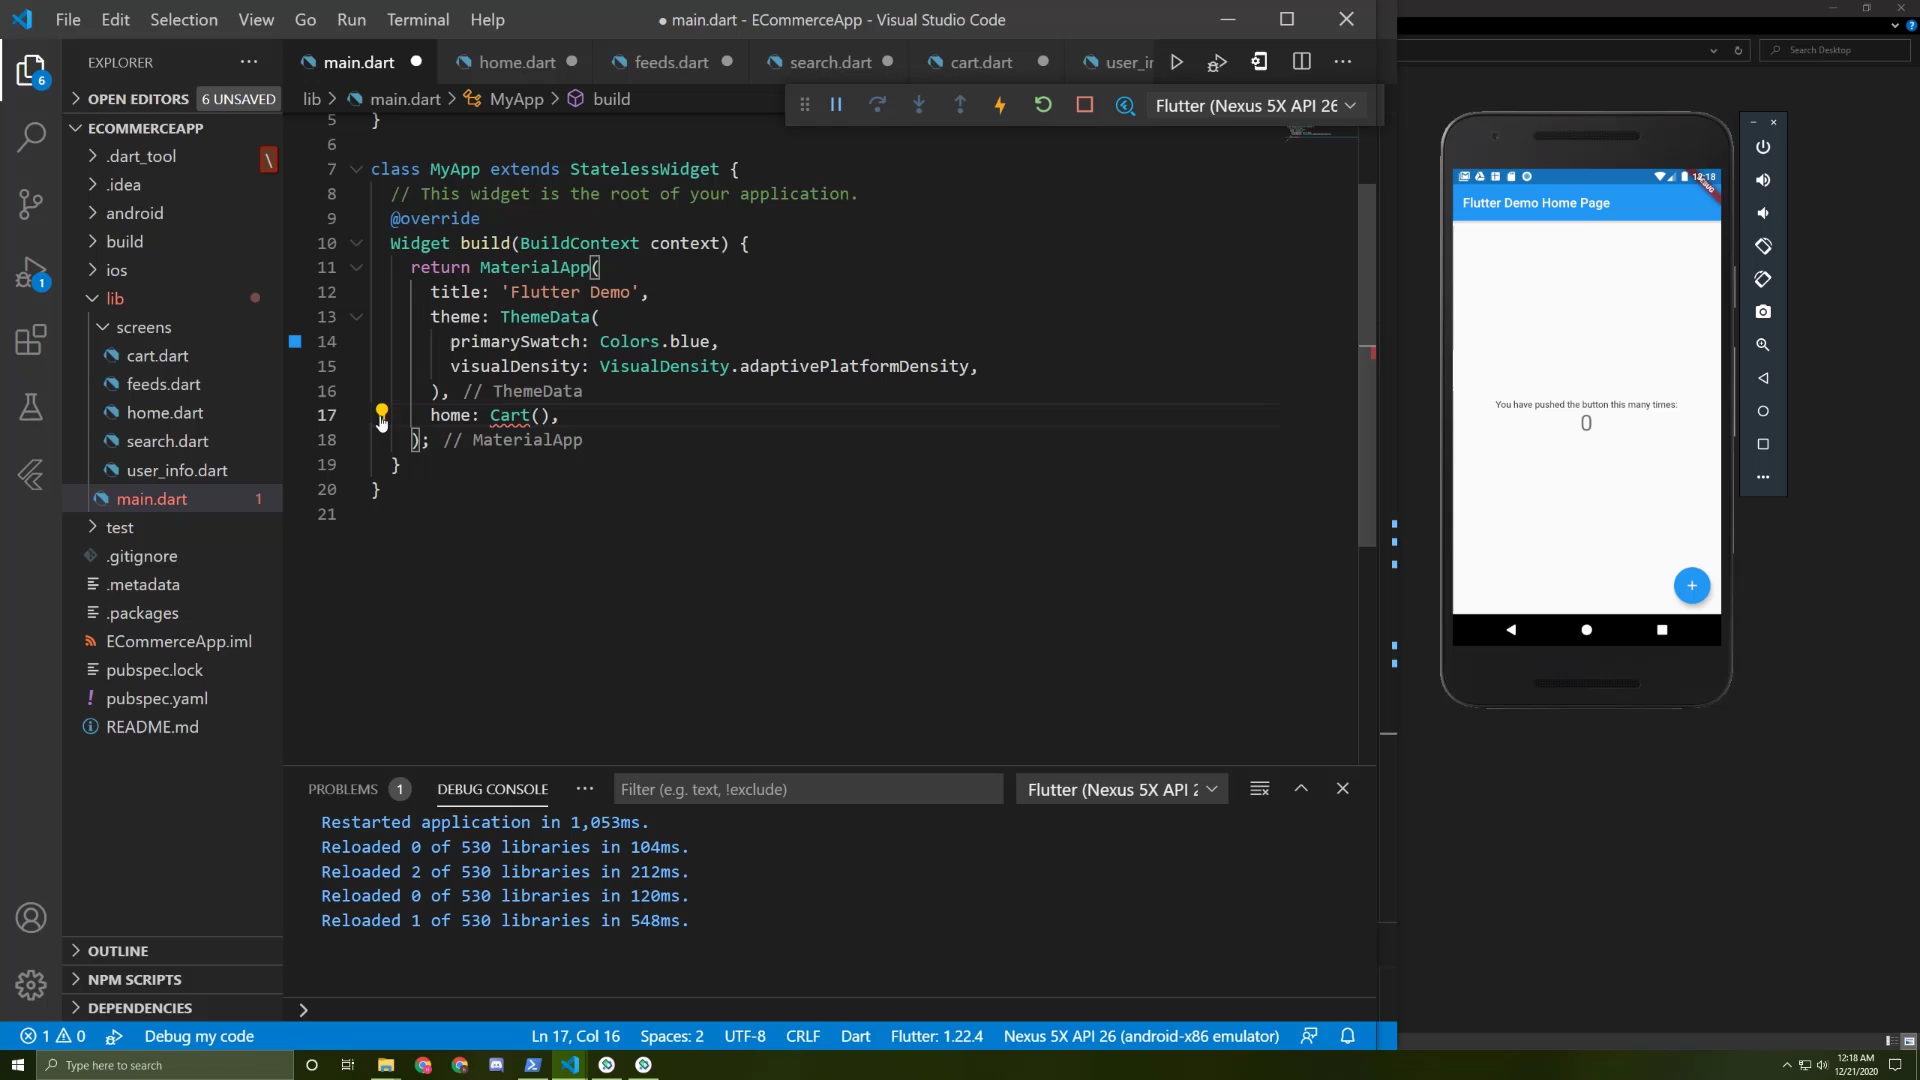 File Edit Selection View Go Run Terminal Help
● main.dart - ECommerceApp - Visual Studio Code
Search Desktop
EXPLORER
main.dart home.dart feeds.dart search.dart cart.dart user_i
OPEN EDITORS 6 UNSAVED
lib > main.dart > MyApp > build
Flutter (Nexus 5X API 26
ECOMMERCEAPP
.dart_tool
.idea
android
build
ios
lib
screens
cart.dart
feeds.dart
home.dart
search.dart
user_info.dart
main.dart 1
test
.gitignore
.metadata
.packages
ECommerceApp.iml
pubspec.lock
pubspec.yaml
README.md
OUTLINE
NPM SCRIPTS
DEPENDENCIES
6
1
5 }
6
7 class MyApp extends StatelessWidget {
8 // This widget is the root of your application.
9 @override
10 Widget build(BuildContext context) {
11 return MaterialApp(
12 title: 'Flutter Demo',
13 theme: ThemeData(
14 primarySwatch: Colors.blue,
15 visualDensity: VisualDensity.adaptivePlatformDensity,
16 ), // ThemeData
17 home: Cart(),
18 ); // MaterialApp
19 }
20 }
21
PROBLEMS 1 DEBUG CONSOLE ··· Filter (e.g. text, !exclude) Flutter (Nexus 5X API 2
Restarted application in 1,053ms.
Reloaded 0 of 530 libraries in 104ms.
Reloaded 2 of 530 libraries in 212ms.
Reloaded 0 of 530 libraries in 120ms.
Reloaded 1 of 530 libraries in 548ms.
1 0 Debug my code Ln 17, Col 16 Spaces: 2 UTF-8 CRLF Dart Flutter: 1.22.4 Nexus 5X API 26 (android-x86 emulator)
Type here to search
12:18 AM
12/21/2020
12:18
DEBUG
Flutter Demo Home Page
You have pushed the button this many times:
0